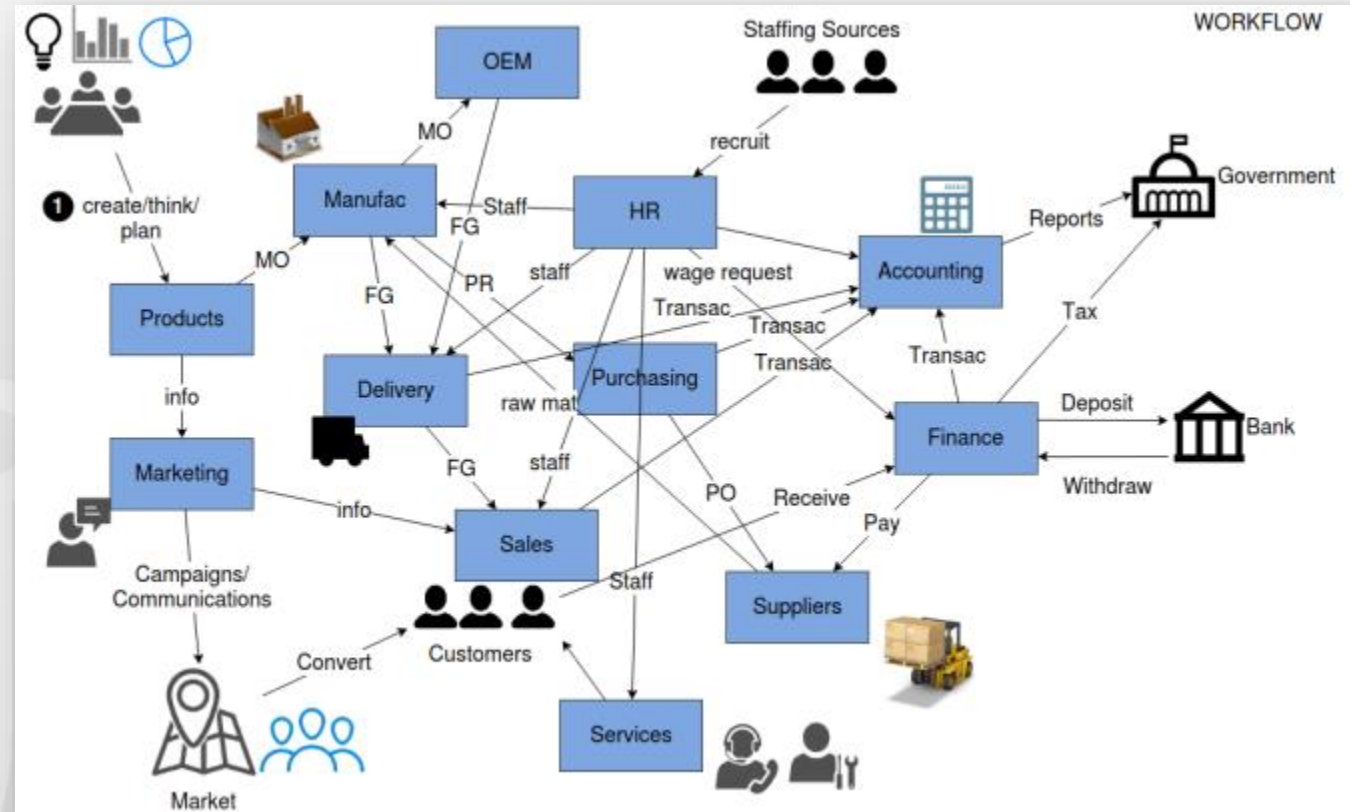 WORKFLOW
Staffing Sources
OEM
MO
recruit
Manufac
Staff
HR
Government
1 create/think/
plan
FG
Reports
MO
staff
wage request
Accounting
FG
PR
Transac
Products
Transac
Tax
Transac
Transac
Delivery
Purchasing
info
raw mat
Deposit
Finance
Bank
Marketing
FG
staff
Withdraw
PO
Receive
info
Pay
Sales
Campaigns/
Communications
Staff
Suppliers
Customers
Convert
Services
Market